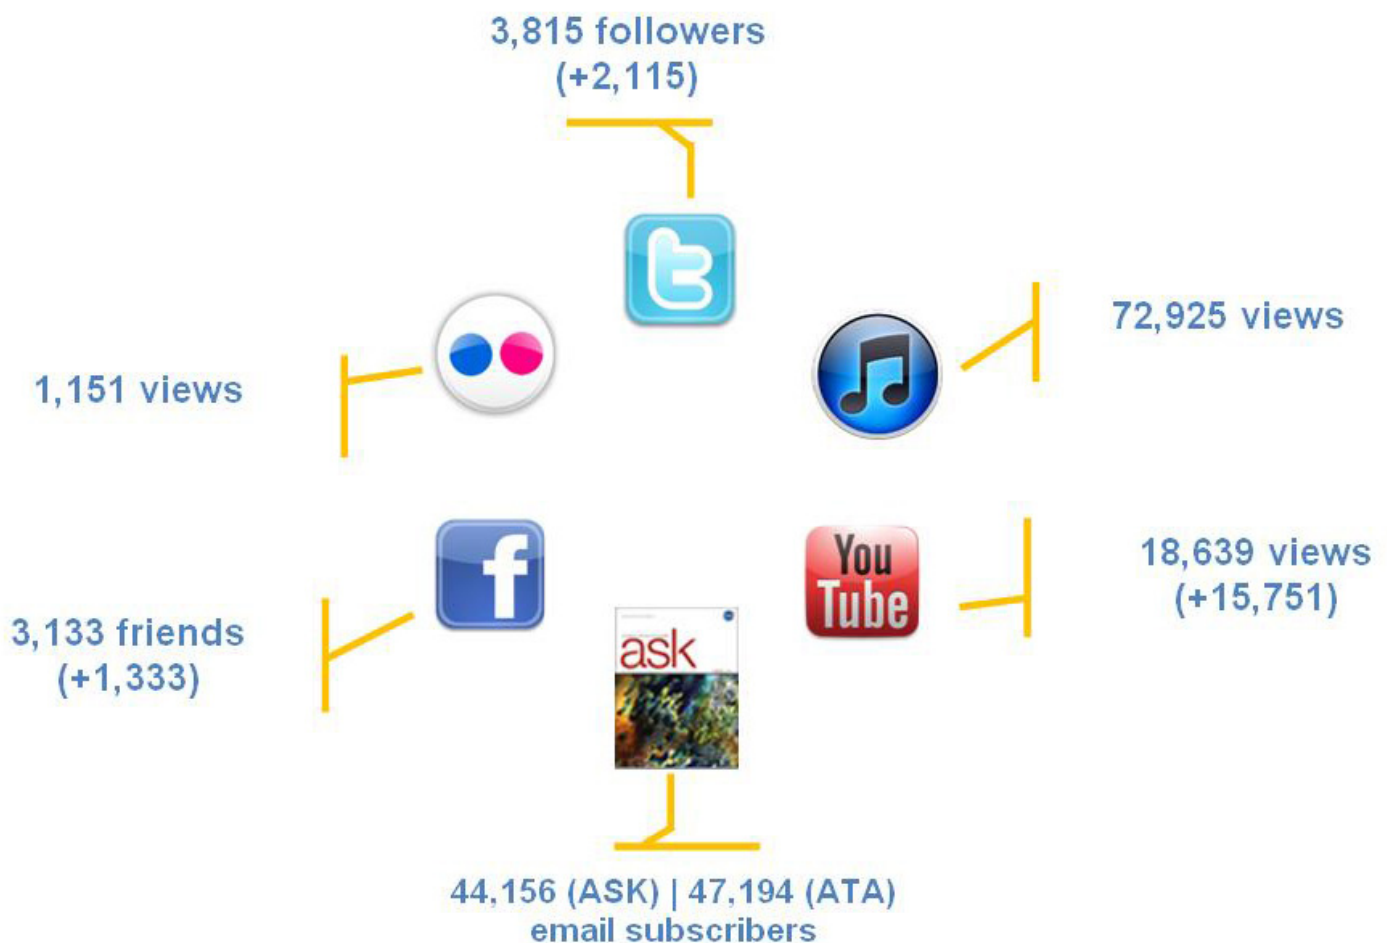 3,815 followers
(+2,115)
72,925 views
1,151 views
You
Tube
18,639 views
(+15,751)
3,133 friends
(+1,333)
ask
44,156 (ASK) | 47,194 (ATA)
email subscribers